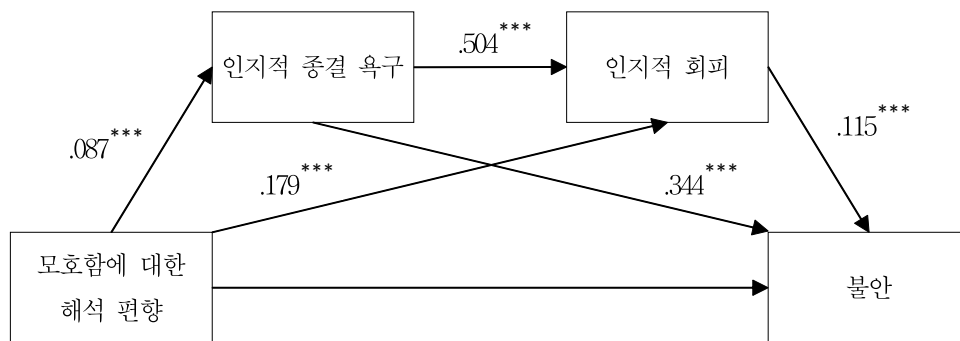 .504***
인지적 종결 욕구
인지적 회피
.087***
.115***
.179***
.344***
모호함에 대한
해석 편향
불안